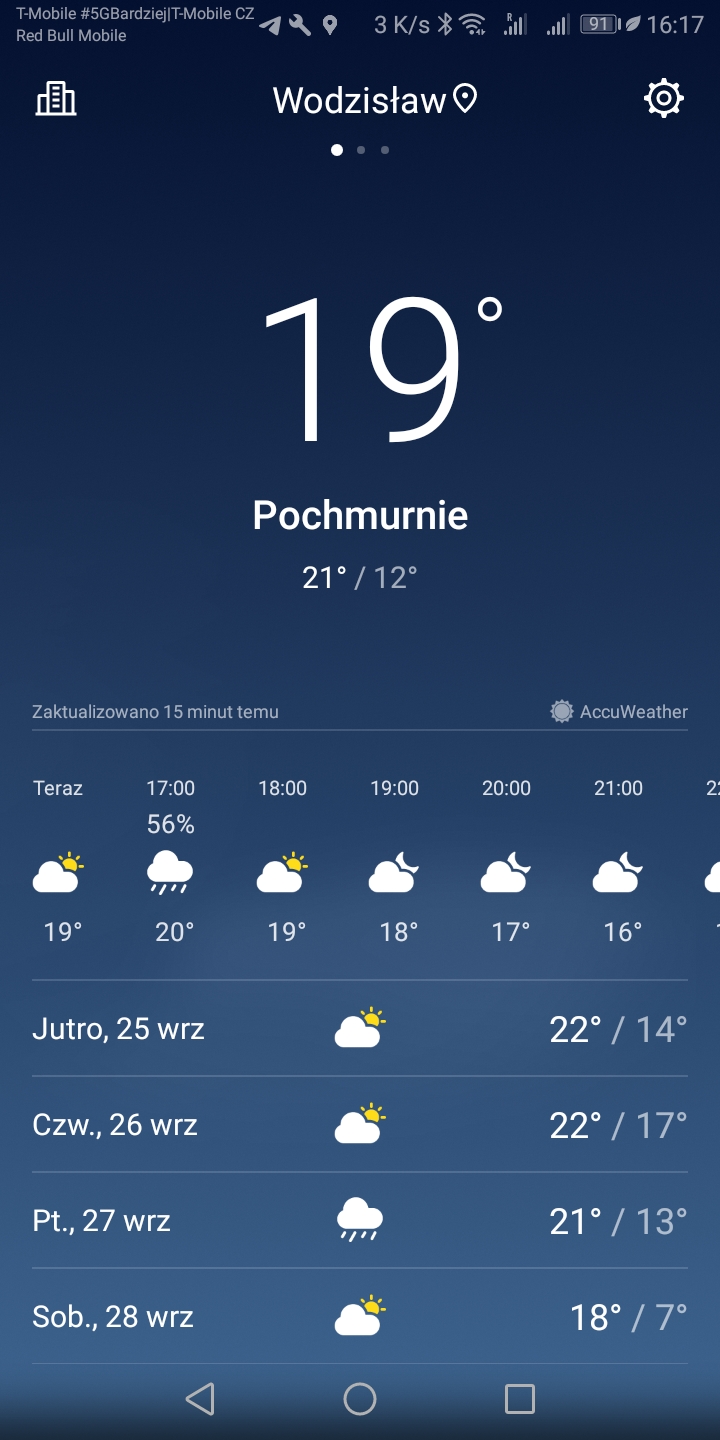 T-Mobile #5GBardziej|T-Mobile CZ
Red Bull Mobile
3 K/s R 91 16:17
Wodzisław
19°
Pochmurnie
21° / 12°
Zaktualizowano 15 minut temu AccuWeather
Teraz 17:00 18:00 19:00 20:00 21:00
56%
19° 20° 19° 18° 17° 16°
Jutro, 25 wrz 22° / 14°
Czw., 26 wrz 22° / 17°
Pt., 27 wrz 21° / 13°
Sob., 28 wrz 18° / 7°